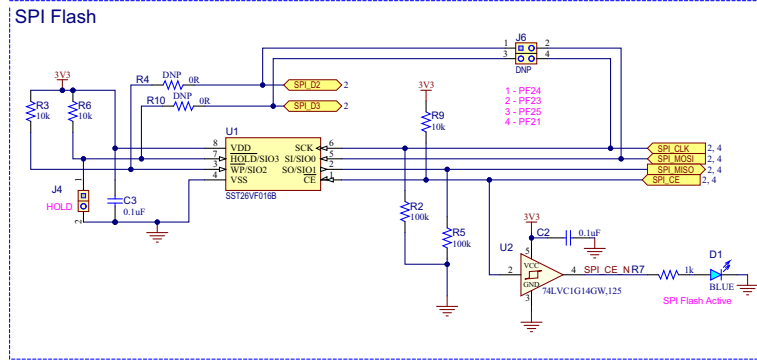 SPI Flash
J6
1
2
3
4
DNP
1 - PF24
2 - PF23
3 - PF25
4 - PF21
R4
DNP
0R
SPI_D2
2
R10
DNP
0R
SPI_D3
2
3V3
R3
10k
R6
10k
3V3
R9
10k
U1
8
VDD
7
HOLD/SIO3
3
WP/SIO2
4
VSS
SCK
6
SI/SIO0
5
SO/SIO1
2
CE
1
SST26VF016B
SPI_CLK
2, 4
SPI_MOSI
2, 4
SPI_MISO
2, 4
SPI_CE
2, 4
J4
1
HOLD
2
C3
0.1uF
R2
100k
R5
100k
3V3
C2
0.1uF
U2
5
VCC
2
4
GND
3
74LVC1G14GW,125
SPI_CE_N
R7
1k
D1
BLUE
SPI Flash Active